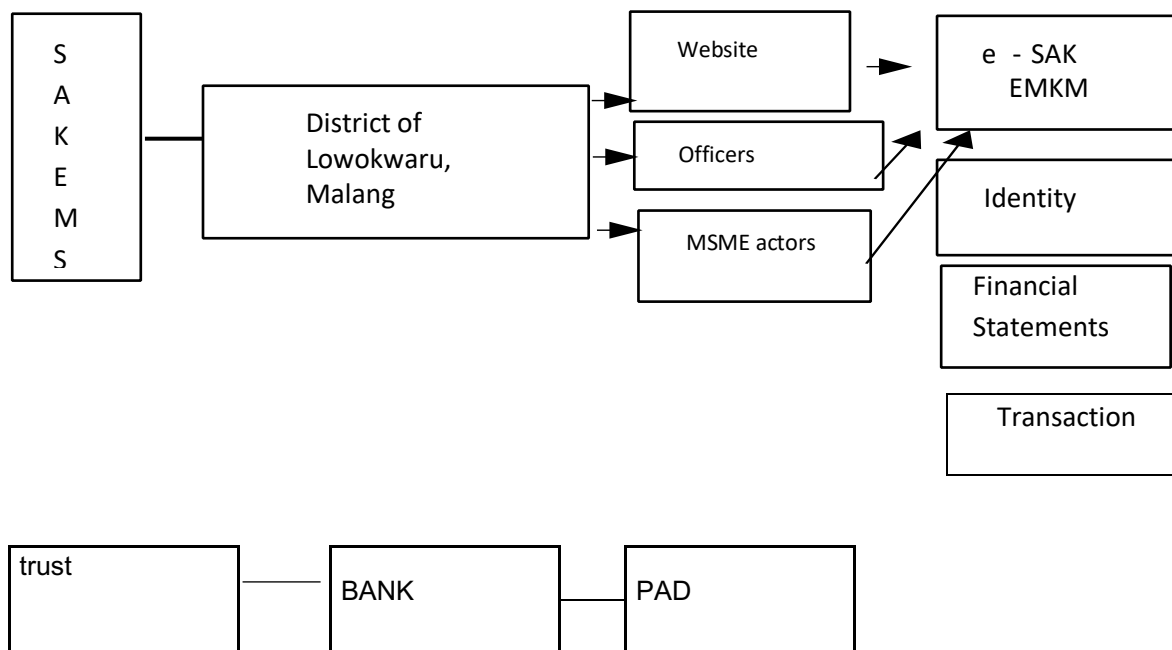 S
A
K
E
M
S
District of
Lowokwaru,
Malang
Website
Officers
MSME actors
e - SAK
EMKM
Identity
Financial
Statements
Transaction
trust
BANK
PAD